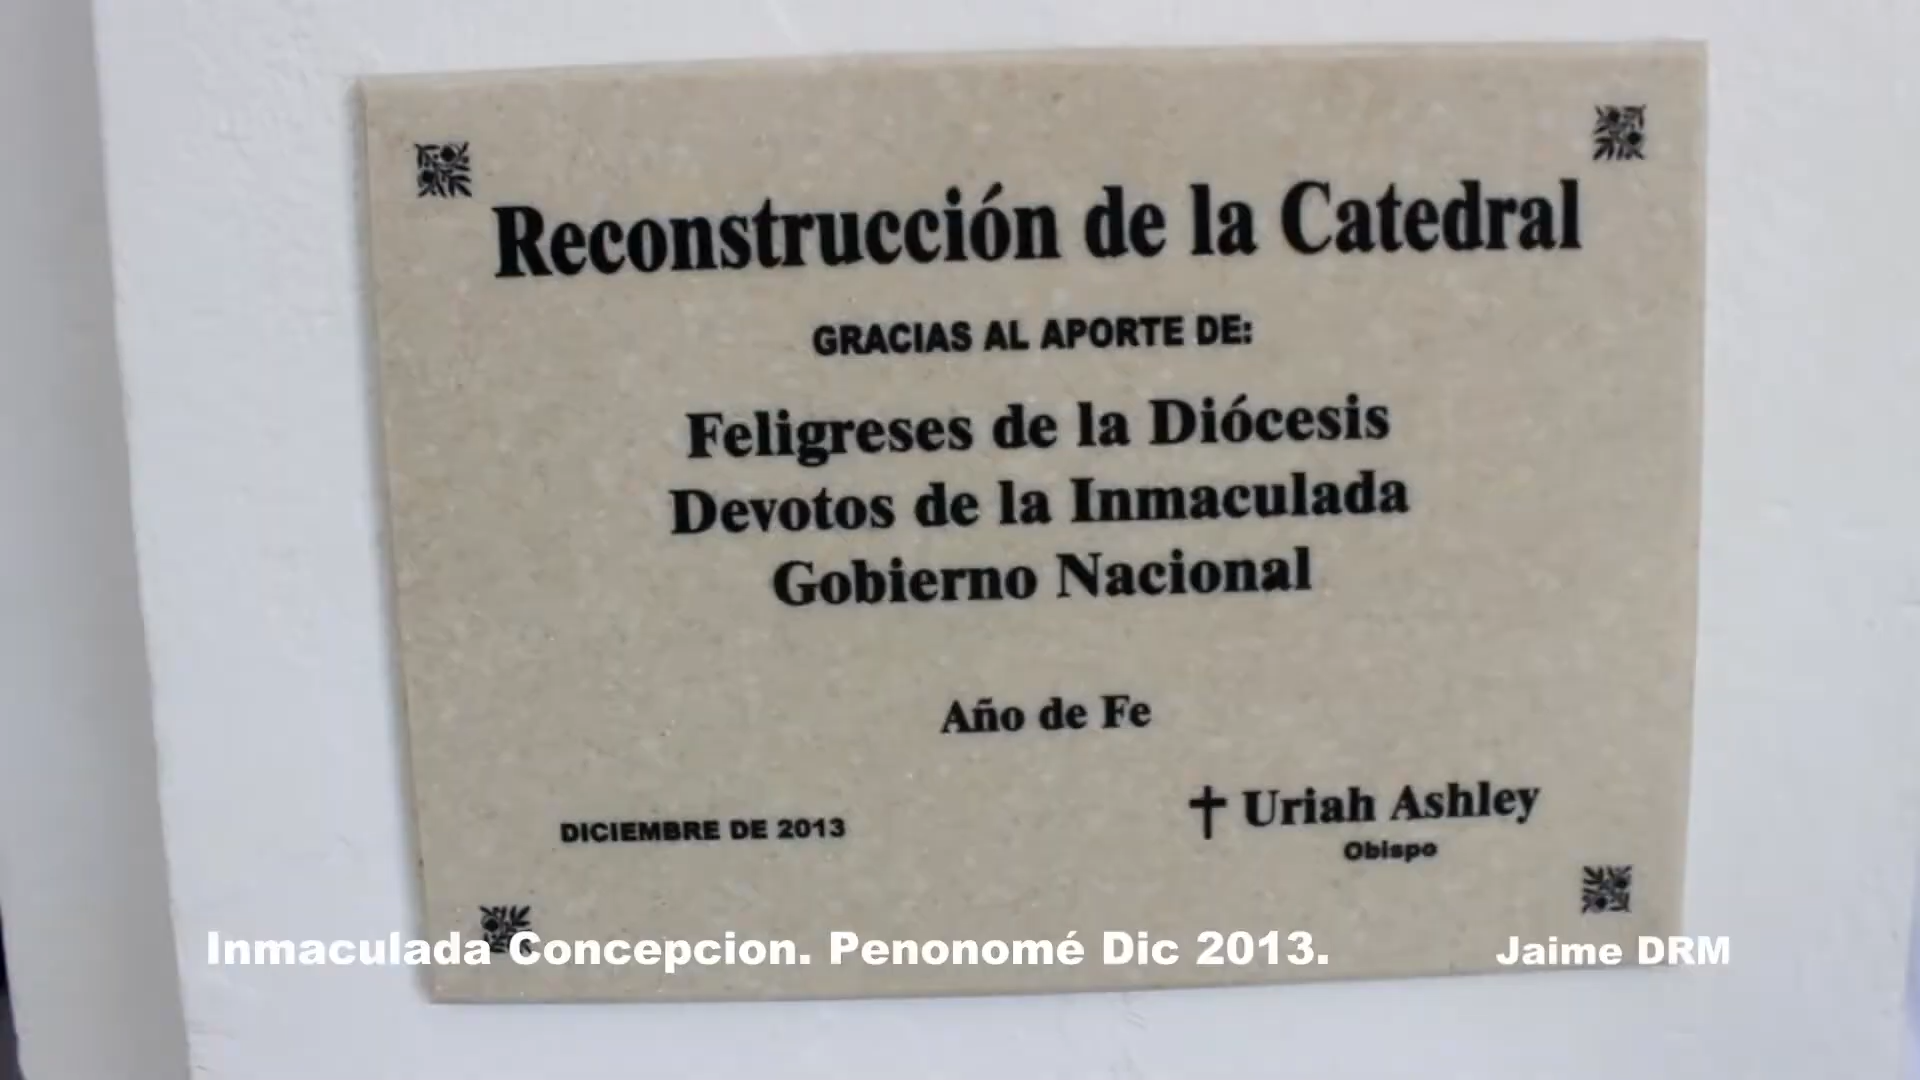 Reconstrucción de la Catedral
GRACIAS AL APORTE DE:
Feligreses de la Diócesis
Devotos de la Inmaculada
Gobierno Nacional
Año de Fe
DICIEMBRE DE 2013
✝ Uriah Ashley
Obispo
Inmaculada Concepcion. Penonomé Dic 2013.
Jaime DRM